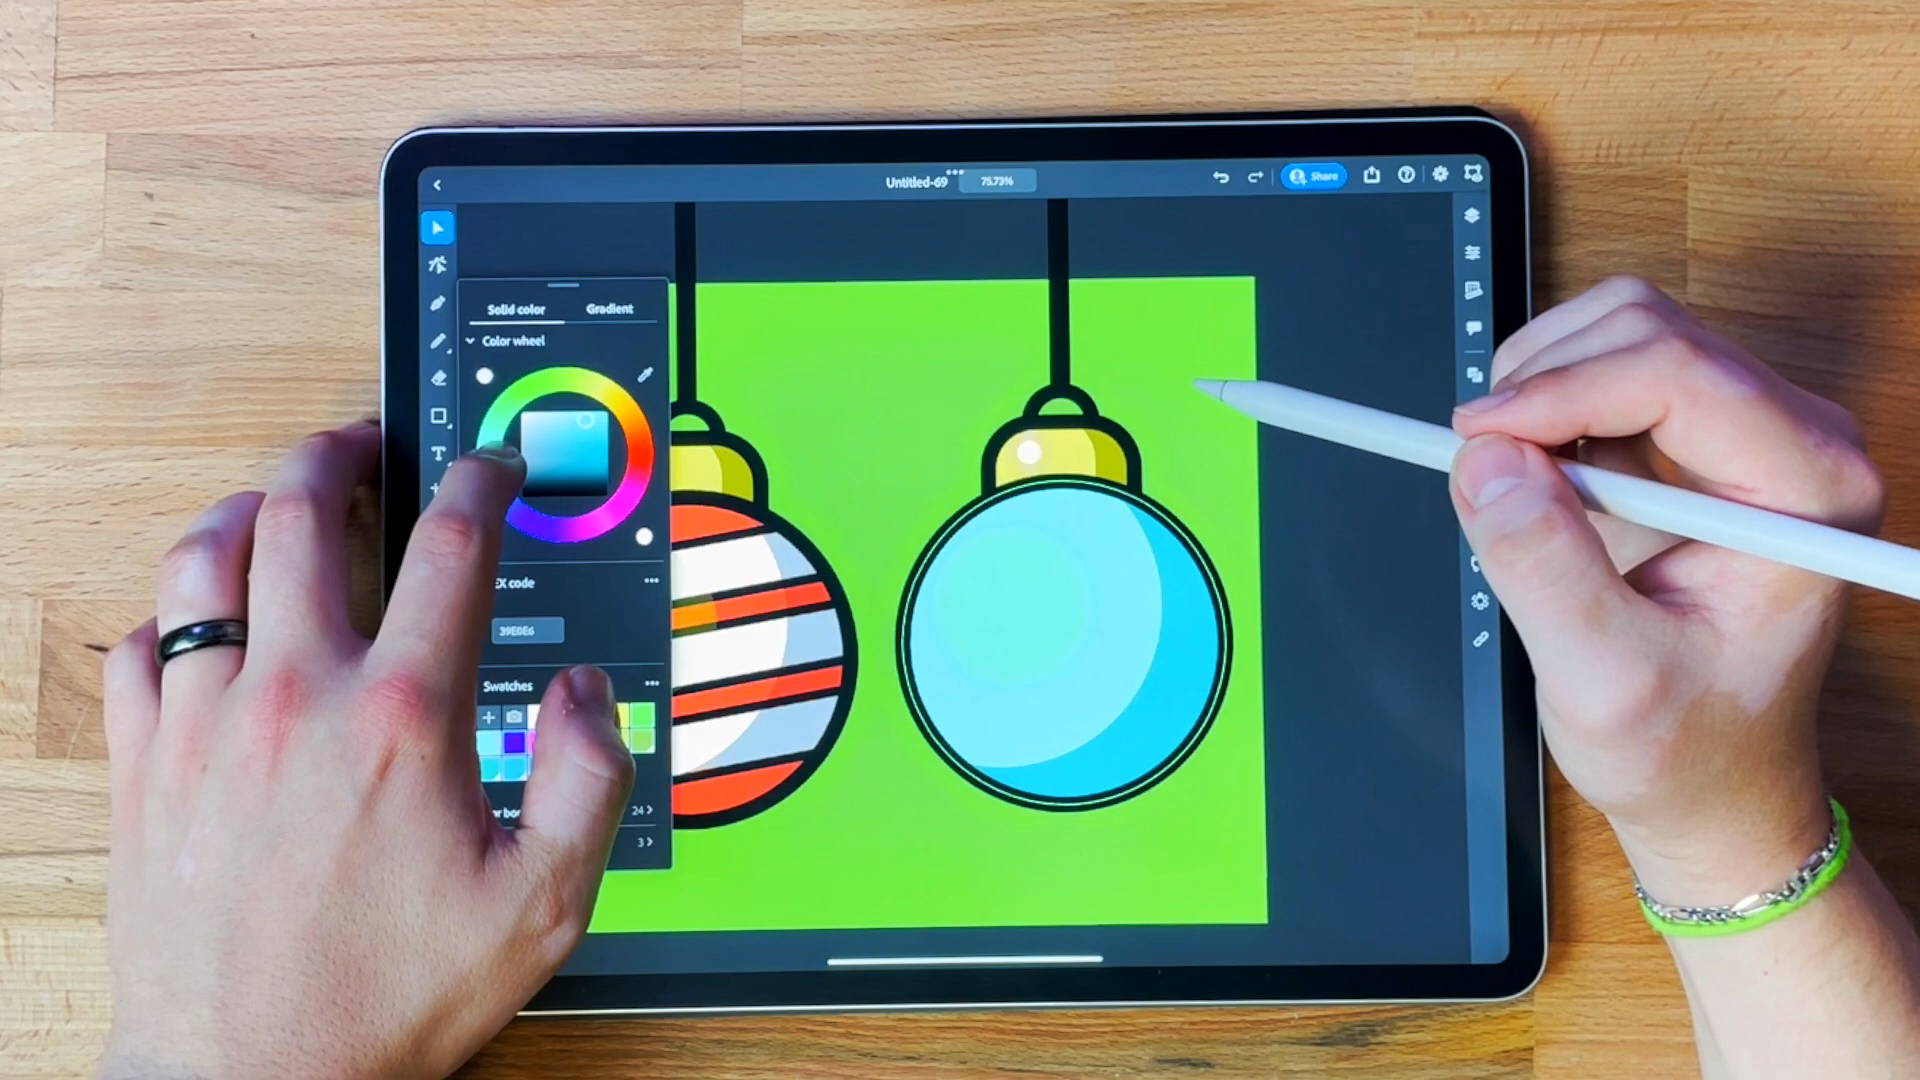 Untitled-69
75.73%
Share
Solid color
Gradient
Color wheel
EX code
39E0E6
Swatches
24
3